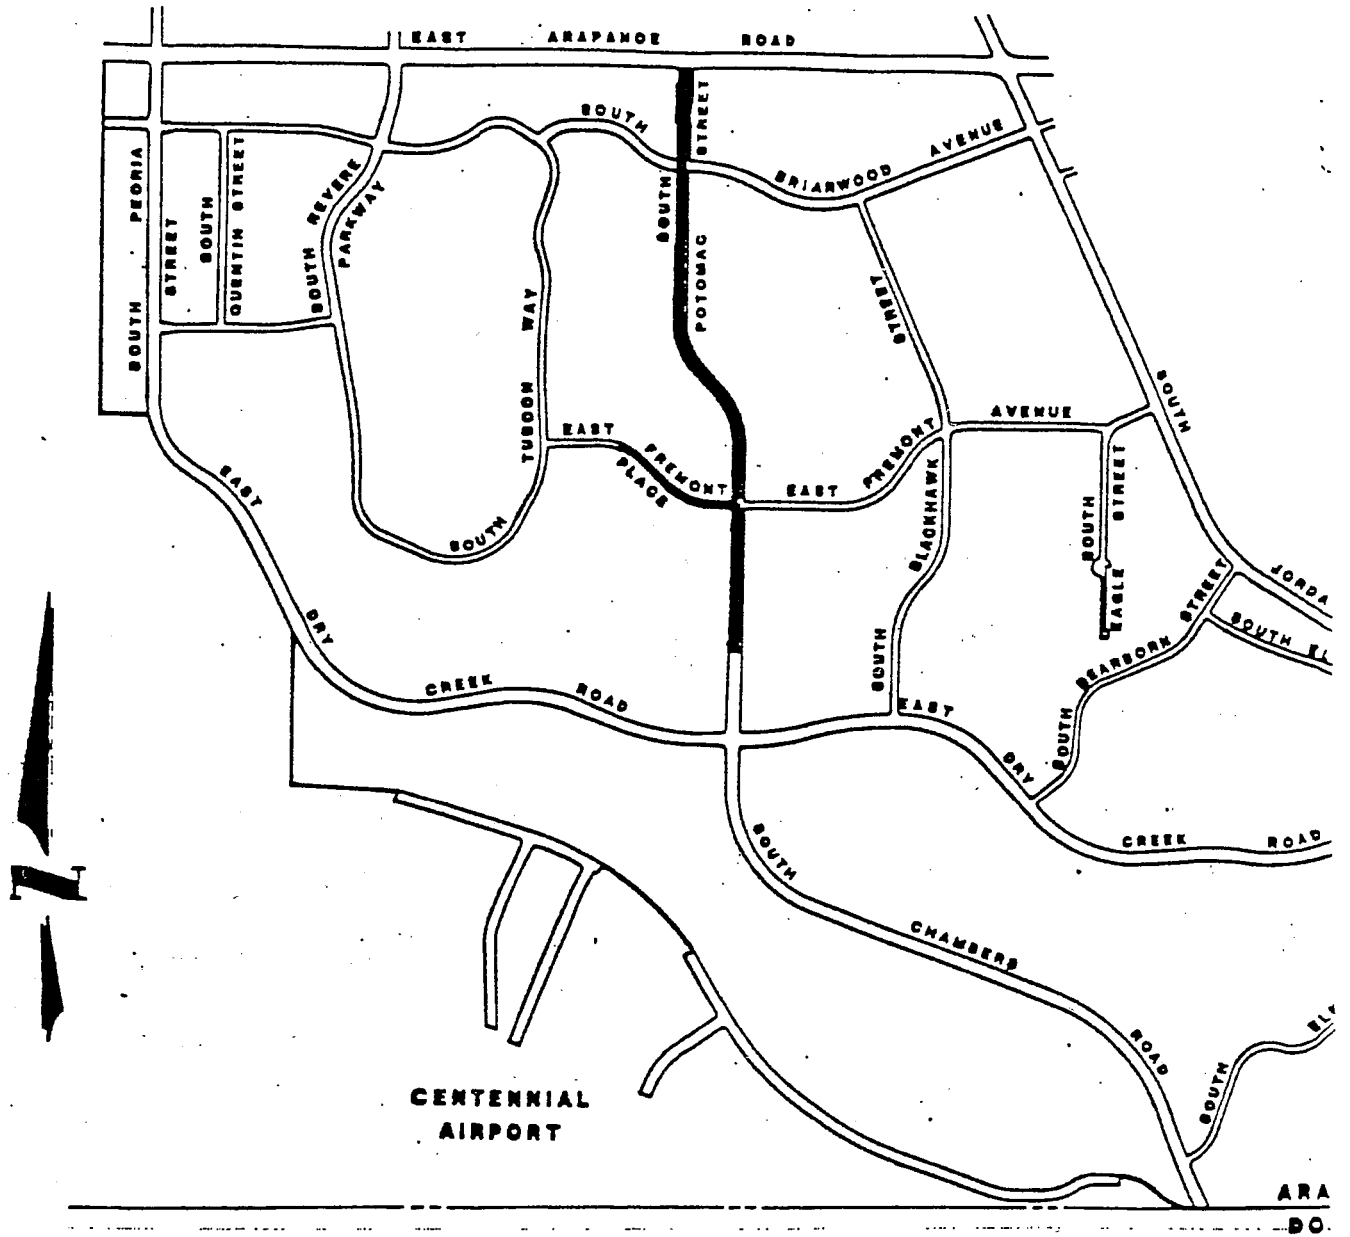 EAST ARAPAHOE ROAD
SOUTH
STREET
BRIARWOOD AVENUE
SOUTH PEORIA
STREET
SOUTH
QUENTIN STREET
SOUTH REVERE
PARKWAY
SOUTH
POTOMAC
STREET
WAY
TUSCON
SOUTH
EAST
FREMONT
PLACE
EAST
FREMONT
AVENUE
SOUTH
BLACKHAWK
SOUTH
STREET
EAGLE
SOUTH
JORDA
DEARBORN STREET
SOUTH
SOUTH EL
EAST
DRY
CREEK
ROAD
EAST
DRY
CREEK
ROAD
SOUTH
CHAMBERS
ROAD
SOUTH
ELK
N
CENTENNIAL
AIRPORT
ARA
DO